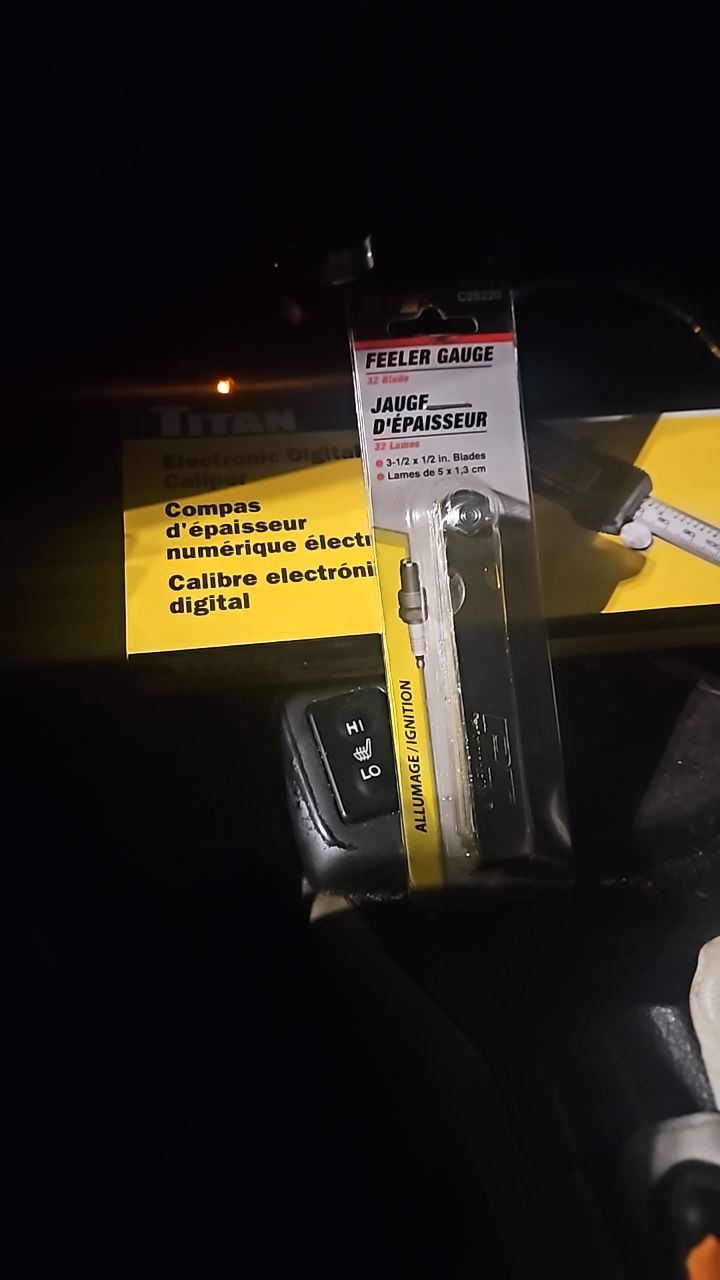 C28220
FEELER GAUGE
32 Blade
JAUGE
D'ÉPAISSEUR
32 Lames
3-1/2 x 1/2 in. Blades
Lames de 5 x 1,3 cm
ALLUMAGE/IGNITION
TITAN
Electronic Digital
Caliper
Compas
d'épaisseur
numérique électr
Calibre electróni
digital
HI
LO